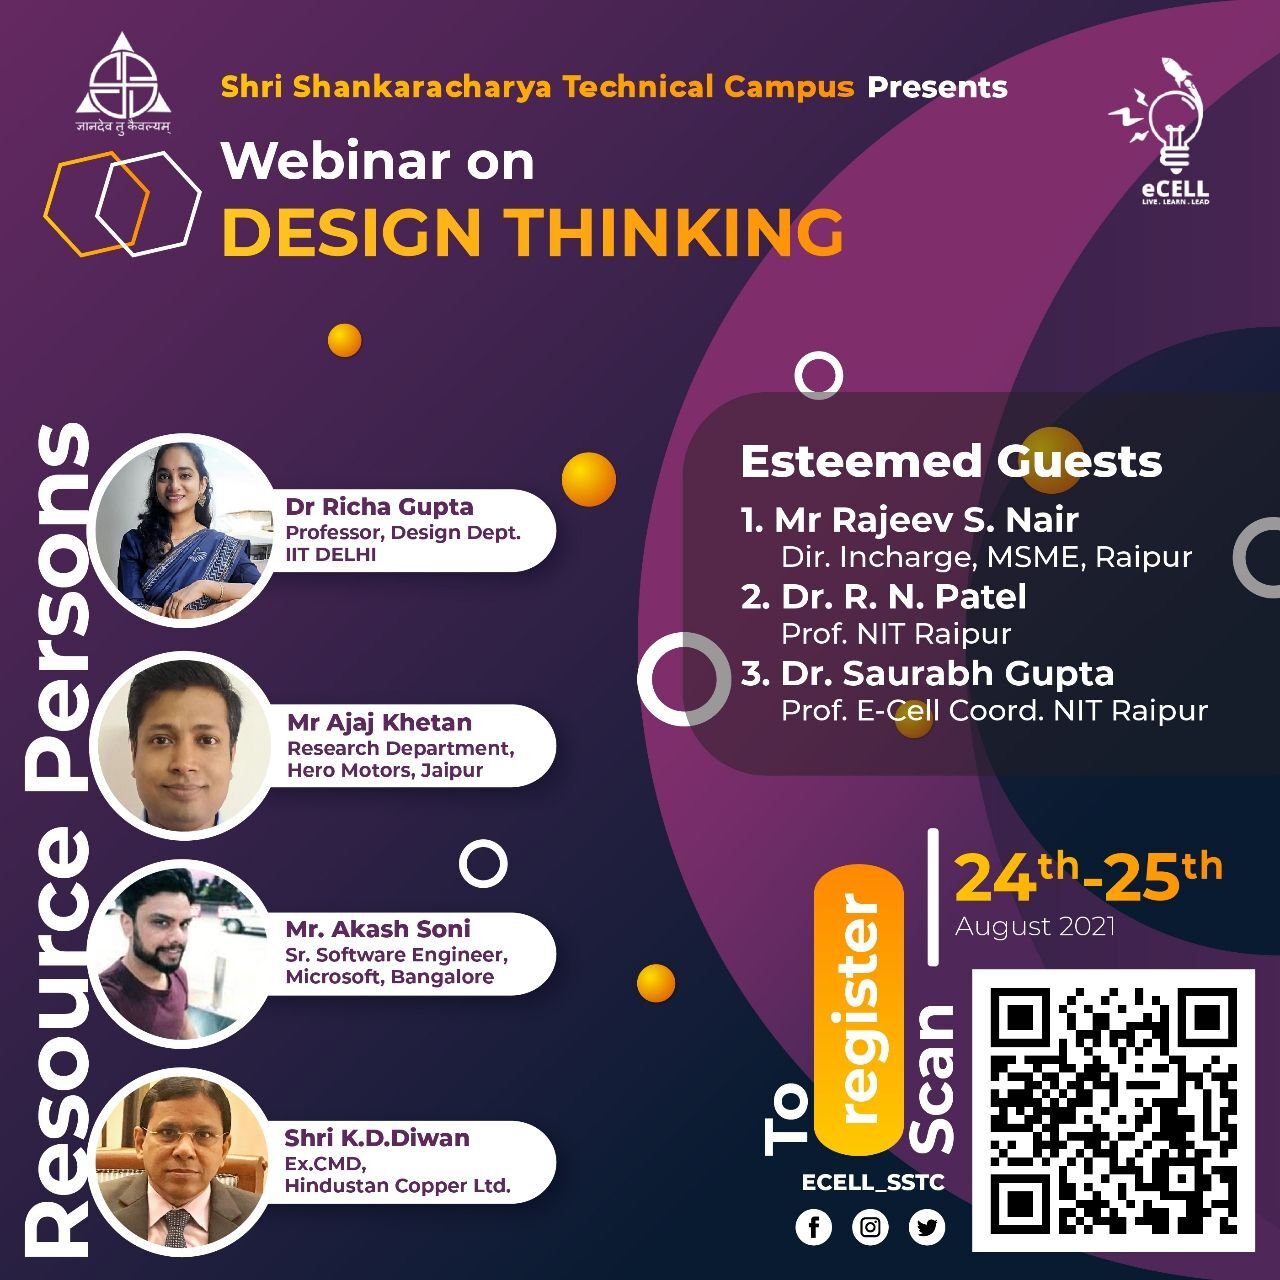 ज्ञानदेव तु कैवल्यम्
Shri Shankaracharya Technical Campus Presents
Webinar on
DESIGN THINKING
eCELL
LIVE . LEARN . LEAD
Resource Persons
Dr Richa Gupta
Professor, Design Dept.
IIT DELHI
Mr Ajaj Khetan
Research Department,
Hero Motors, Jaipur
Mr. Akash Soni
Sr. Software Engineer,
Microsoft, Bangalore
Shri K.D.Diwan
Ex.CMD,
Hindustan Copper Ltd.
Esteemed Guests
1. Mr Rajeev S. Nair
Dir. Incharge, MSME, Raipur
2. Dr. R. N. Patel
Prof. NIT Raipur
3. Dr. Saurabh Gupta
Prof. E-Cell Coord. NIT Raipur
24th-25th
August 2021
To
register
Scan
ECELL_SSTC